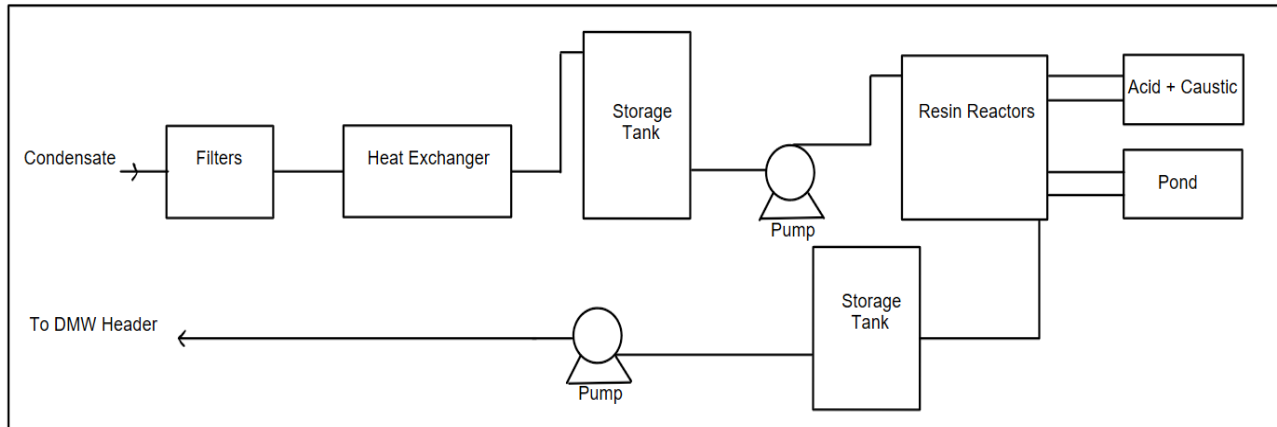 Condensate
Filters
Heat Exchanger
Storage
Tank
Pump
Resin Reactors
Acid + Caustic
Pond
Storage
Tank
Pump
To DMW Header